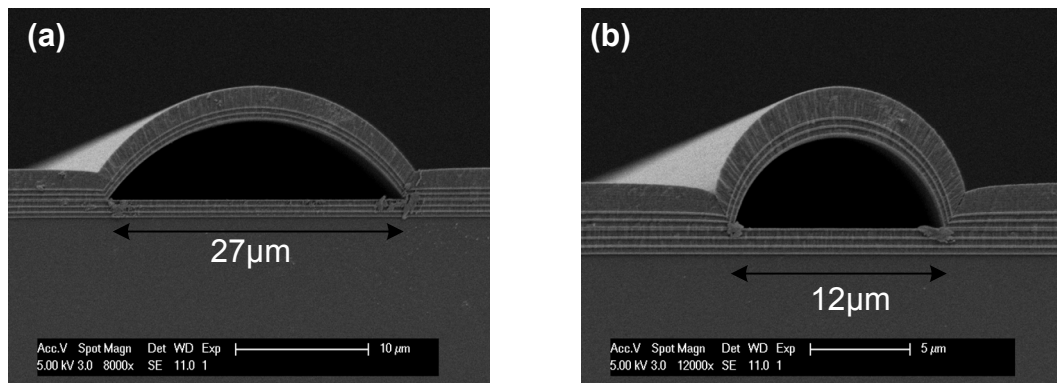 (a)
27µm
Acc.V Spot Magn Det WD Exp
5.00 kV 3.0 8000x SE 11.0 1
10 µm
(b)
12µm
Acc.V Spot Magn Det WD Exp
5.00 kV 3.0 12000x SE 11.0 1
5 µm